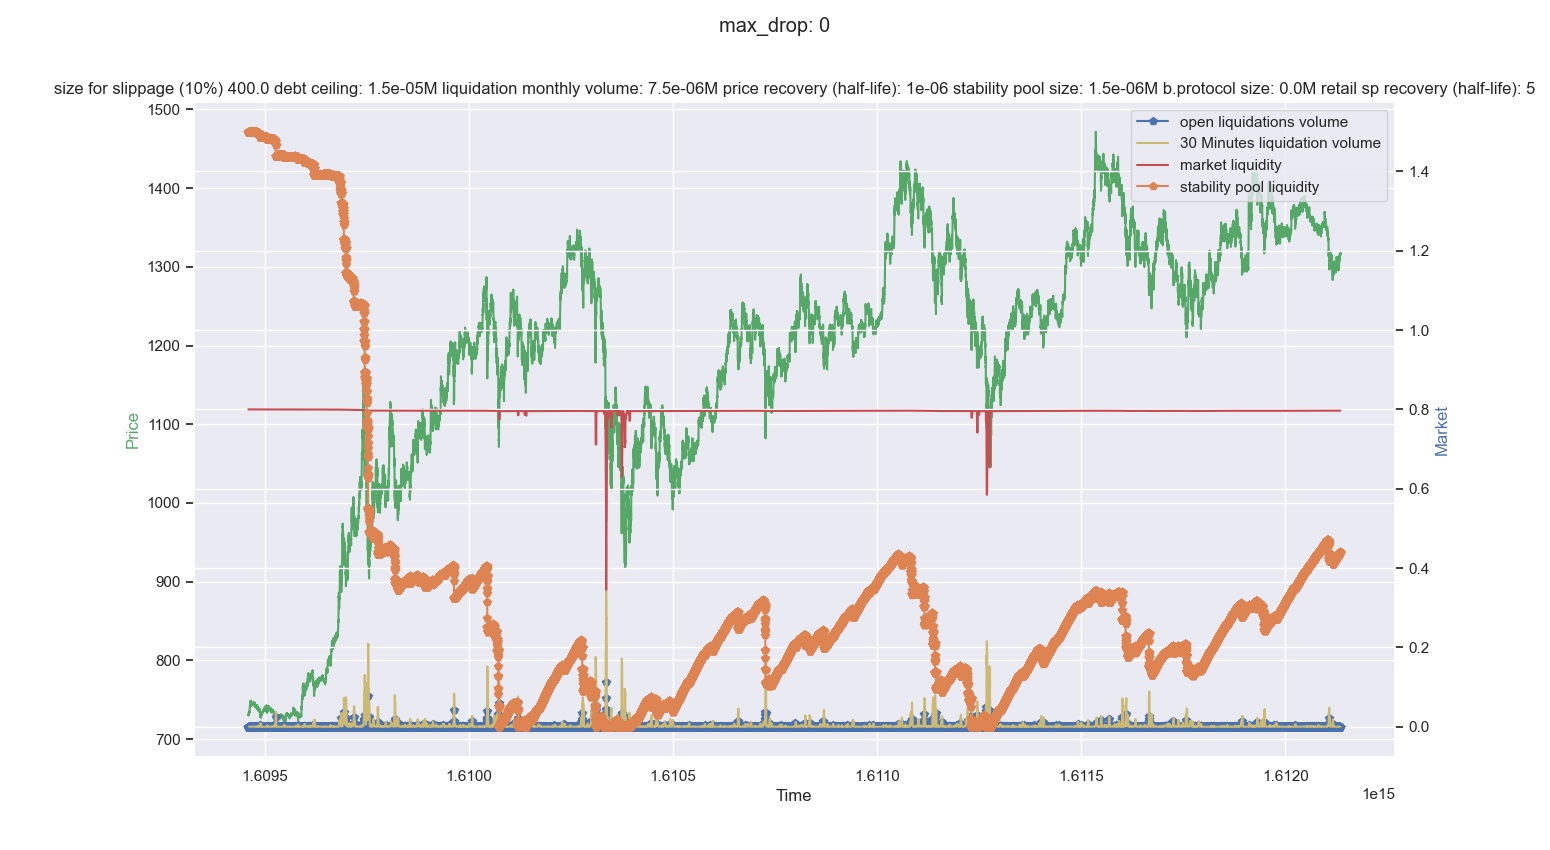 max_drop: 0
size for slippage (10%) 400.0 debt ceiling: 1.5e-05M liquidation monthly volume: 7.5e-06M price recovery (half-life): 1e-06 stability pool size: 1.5e-06M b.protocol size: 0.0M retail sp recovery (half-life): 5
open liquidations volume
30 Minutes liquidation volume
market liquidity
stability pool liquidity
1500
1400
1300
1200
1100
1000
900
800
700
Price
1.4
1.2
1.0
0.8
0.6
0.4
0.2
0.0
Market
1.6095 1.6100 1.6105 1.6110 1.6115 1.6120
1e15
Time